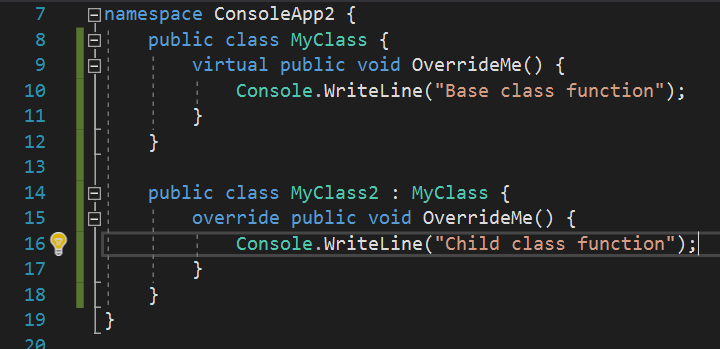 7 namespace ConsoleApp2 {
8 public class MyClass {
9 virtual public void OverrideMe() {
10 Console.WriteLine("Base class function");
11 }
12 }
13
14 public class MyClass2 : MyClass {
15 override public void OverrideMe() {
16 Console.WriteLine("Child class function");
17 }
18 }
19 }
20